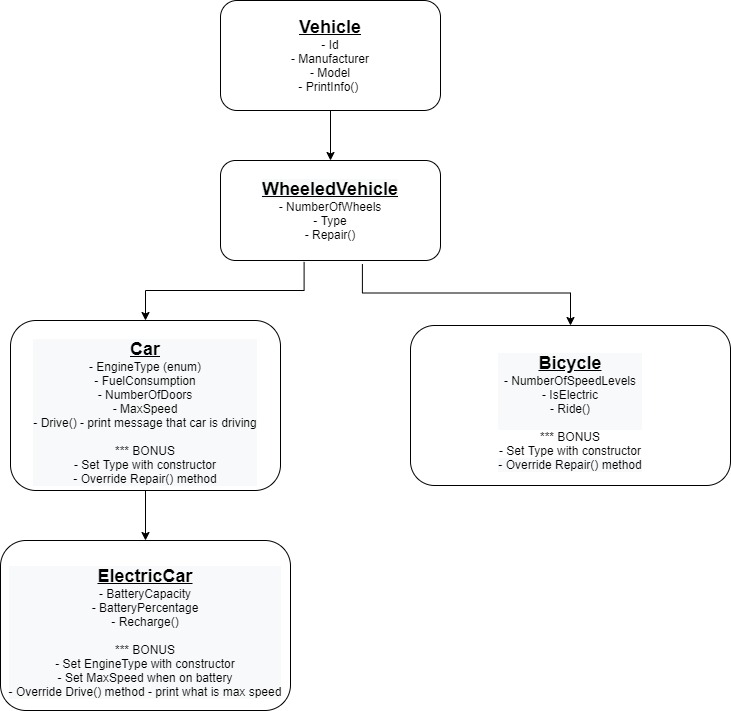 Vehicle
- Id
- Manufacturer
- Model
- PrintInfo()
WheeledVehicle
- NumberOfWheels
- Type
- Repair()
Car
- EngineType (enum)
- FuelConsumption
- NumberOfDoors
- MaxSpeed
- Drive() - print message that car is driving
*** BONUS
- Set Type with constructor
- Override Repair() method
Bicycle
- NumberOfSpeedLevels
- IsElectric
- Ride()
*** BONUS
- Set Type with constructor
- Override Repair() method
ElectricCar
- BatteryCapacity
- BatteryPercentage
- Recharge()
*** BONUS
- Set EngineType with constructor
- Set MaxSpeed when on battery
- Override Drive() method - print what is max speed